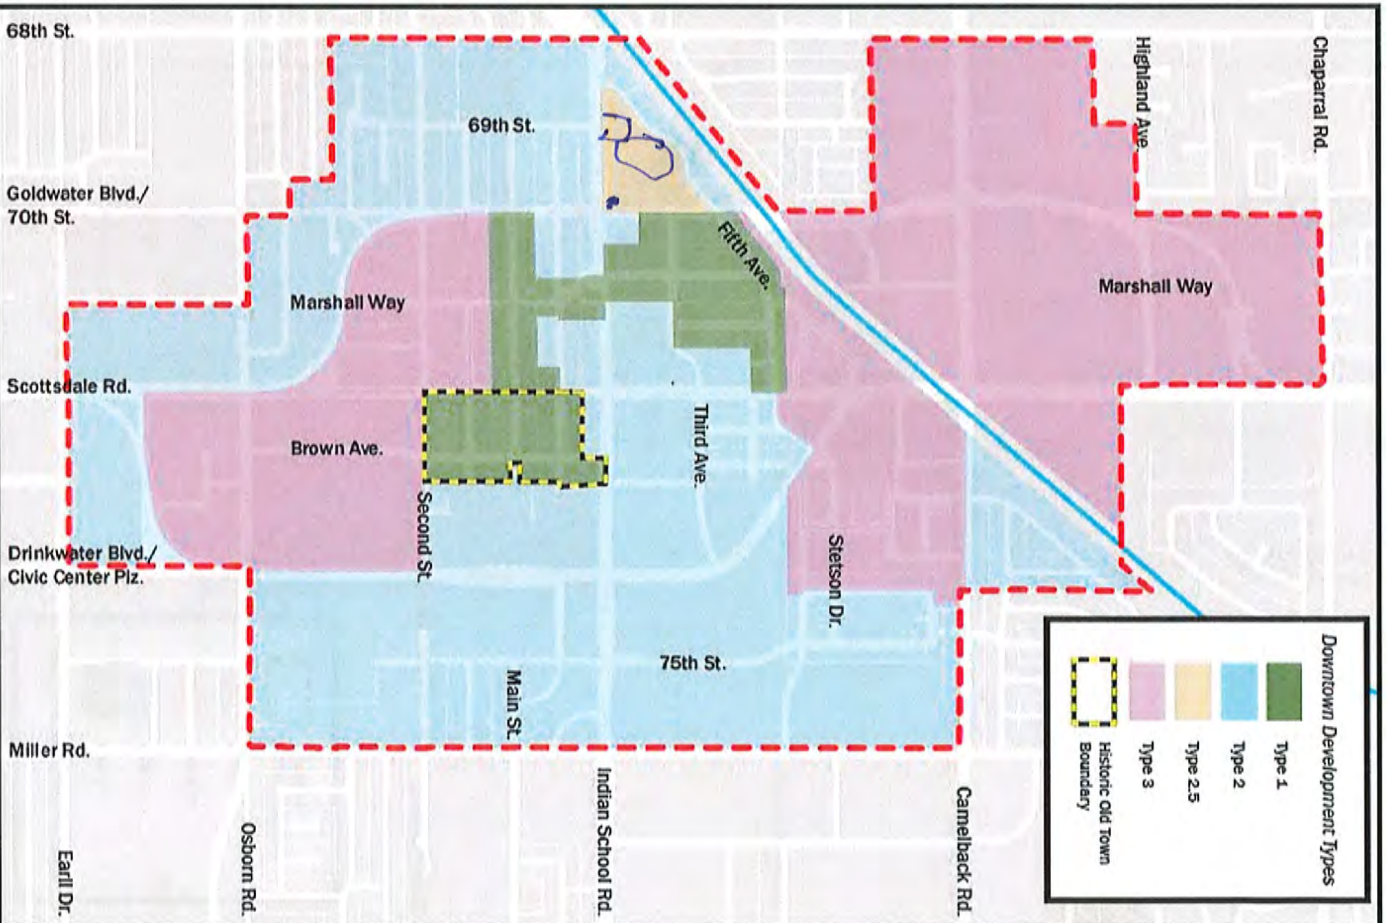 68th St.
Highland Ave.
Chaparral Rd.
69th St.
Goldwater Blvd./
70th St.
Fifth Ave.
Marshall Way
Marshall Way
Scottsdale Rd.
Third Ave.
Brown Ave.
Second St.
Stetson Dr.
Drinkwater Blvd./
Civic Center Plz.
75th St.
Main St.
Miller Rd.
Indian School Rd.
Camelback Rd.
Osborn Rd.
Earll Dr.
Downtown Development Types
Type 1
Type 2
Type 2.5
Type 3
Historic Old Town
Boundary